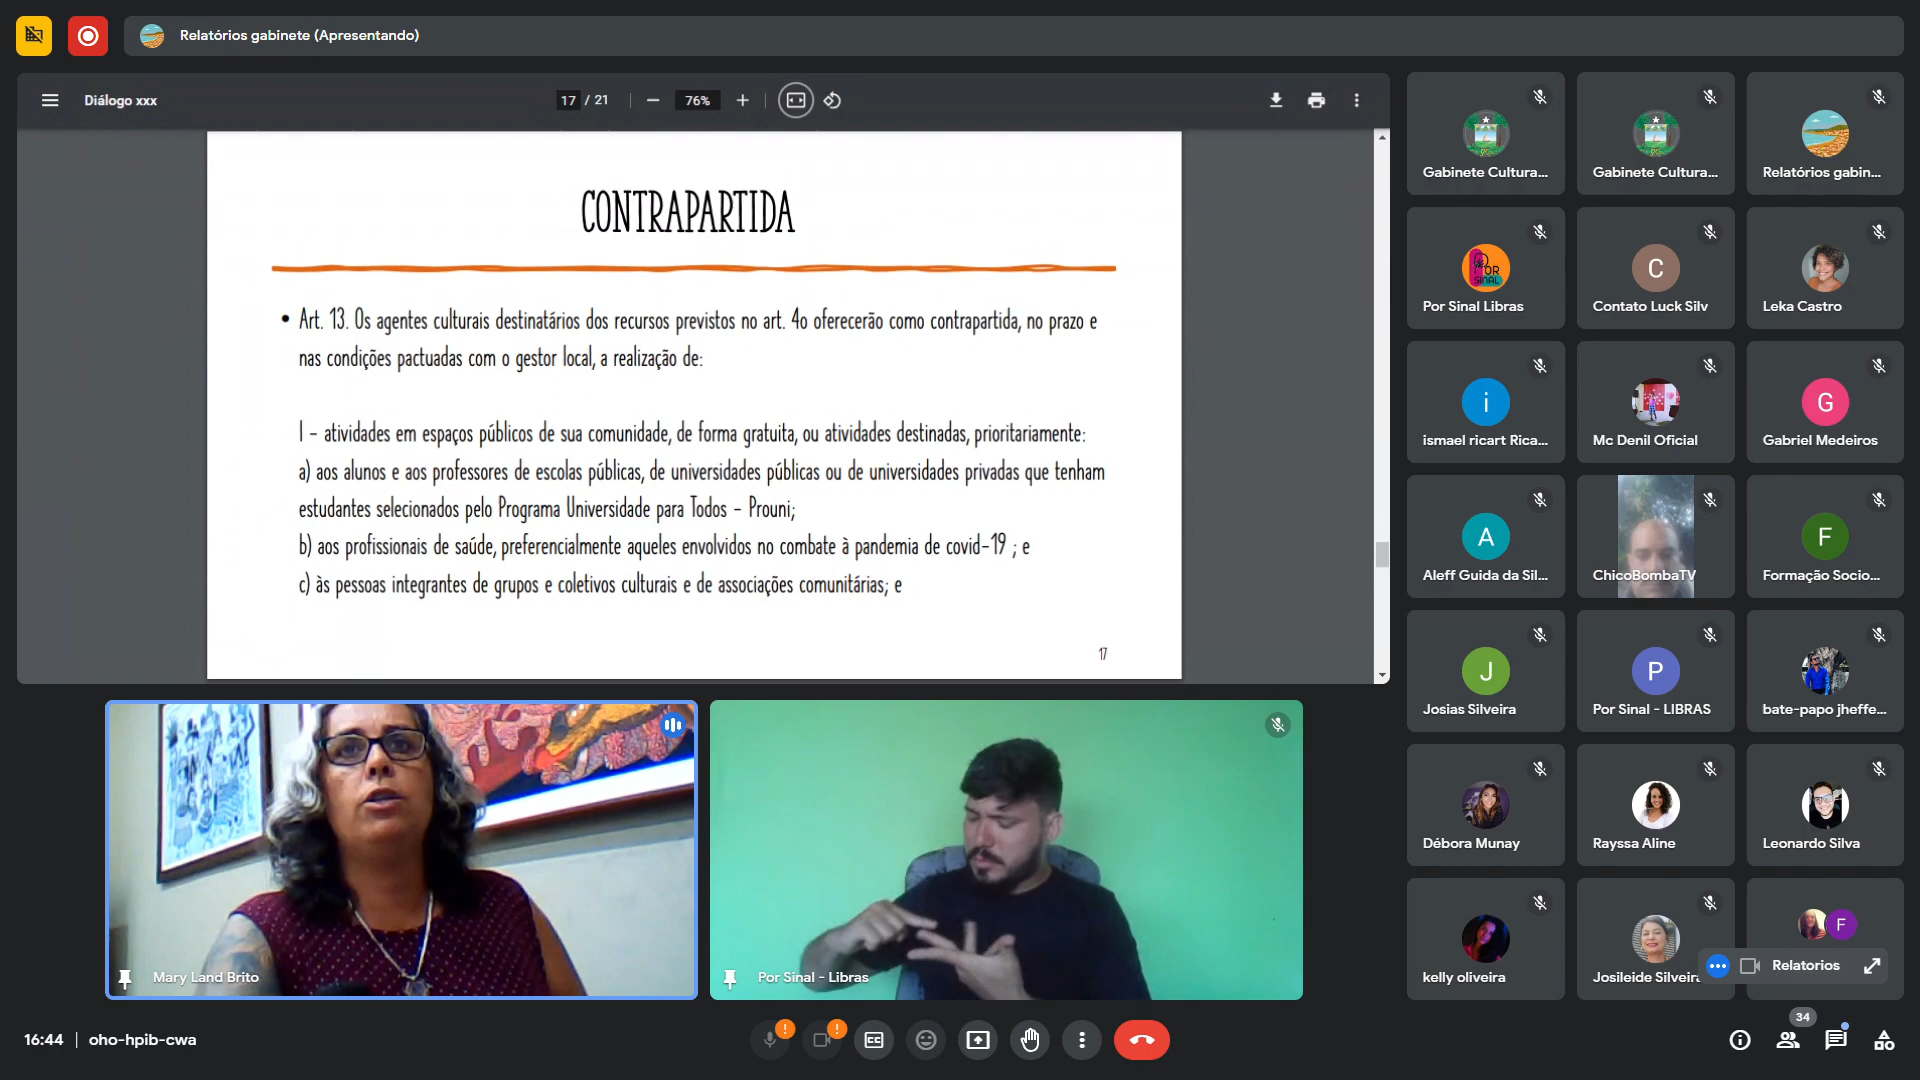 Relatórios gabinete (Apresentando)
Diálogo xxx
17 / 21
76%
CONTRAPARTIDA
• Art. 13. Os agentes culturais destinatários dos recursos previstos no art. 4o oferecerão como contrapartida, no prazo e
nas condições pactuadas com o gestor local, a realização de:
I - atividades em espaços públicos de sua comunidade, de forma gratuita, ou atividades destinadas, prioritariamente:
a) aos alunos e aos professores de escolas públicas, de universidades públicas ou de universidades privadas que tenham
estudantes selecionados pelo Programa Universidade para Todos - Prouni;
b) aos profissionais de saúde, preferencialmente aqueles envolvidos no combate à pandemia de covid-19 ; e
c) às pessoas integrantes de grupos e coletivos culturais e de associações comunitárias; e
17
Mary Land Brito
Por Sinal - Libras
Gabinete Cultura...
Gabinete Cultura...
Relatórios gabin...
POR
SINAL
Por Sinal Libras
C
Contato Luck Silv
Leka Castro
i
ismael ricart Rica...
Mc Denil Oficial
G
Gabriel Medeiros
A
Aleff Guida da Sil...
ChicoBombaTV
F
Formação Socio...
J
Josias Silveira
P
Por Sinal - LIBRAS
bate-papo jheffe...
Débora Munay
Rayssa Aline
Leonardo Silva
kelly oliveira
Josileide Silveira
F
Relatorios
16:44 | oho-hpib-cwa
CC
34